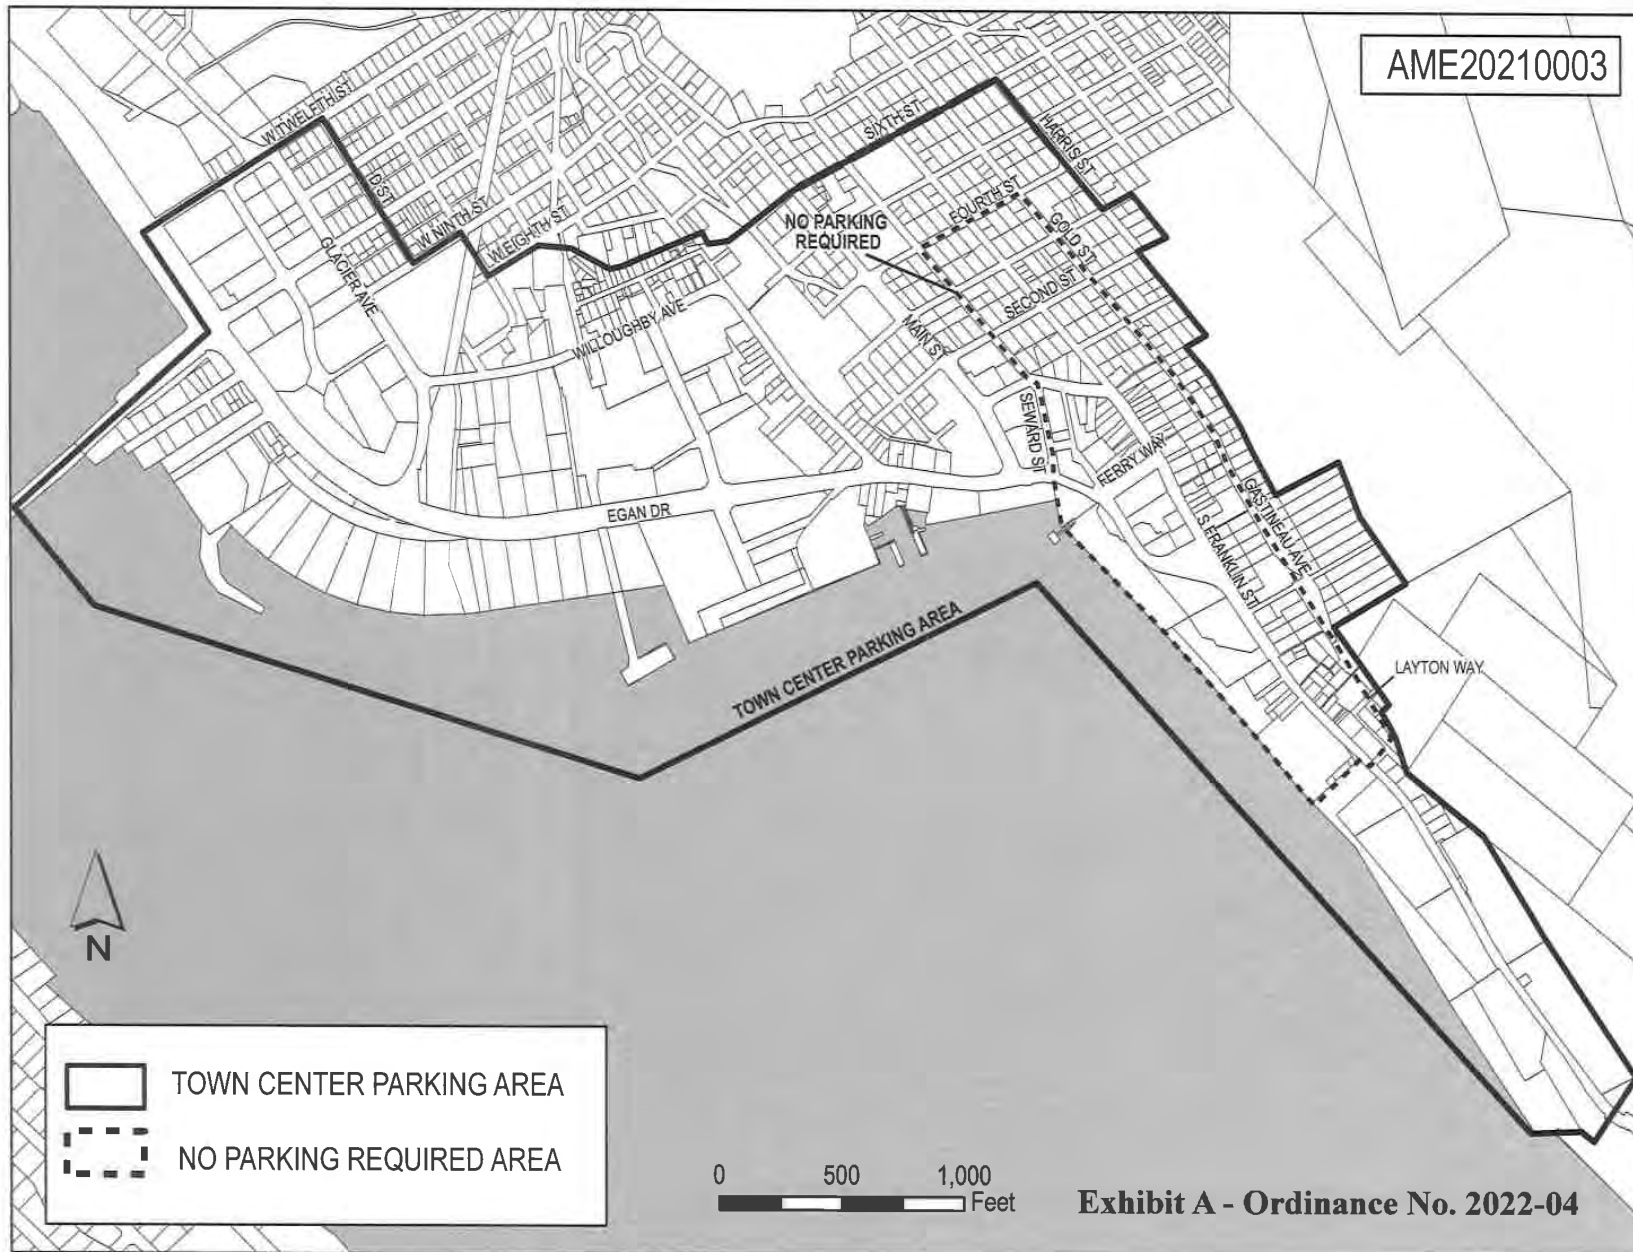 AME20210003
W TWELFTH ST
D ST
W NINTH ST
W EIGHTH ST
GLACIER AVE
WILLOUGHBY AVE
SIXTH ST
HARRIS ST
FOURTH ST
NO PARKING
REQUIRED
GOLD ST
SECOND ST
MAIN ST
SEWARD ST
FERRY WAY
EGAN DR
GASTINEAU AVE
S FRANKLIN ST
TOWN CENTER PARKING AREA
LAYTON WAY
N
TOWN CENTER PARKING AREA
NO PARKING REQUIRED AREA
0 500 1,000
Feet
Exhibit A - Ordinance No. 2022-04